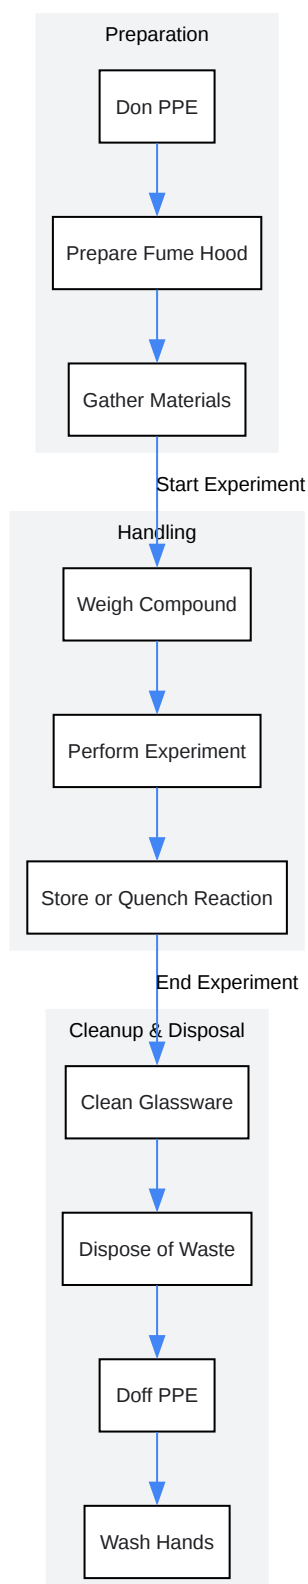 Preparation
Don PPE
Prepare Fume Hood
Gather Materials
Start Experiment
Handling
Weigh Compound
Perform Experiment
Store or Quench Reaction
End Experiment
Cleanup & Disposal
Clean Glassware
Dispose of Waste
Doff PPE
Wash Hands